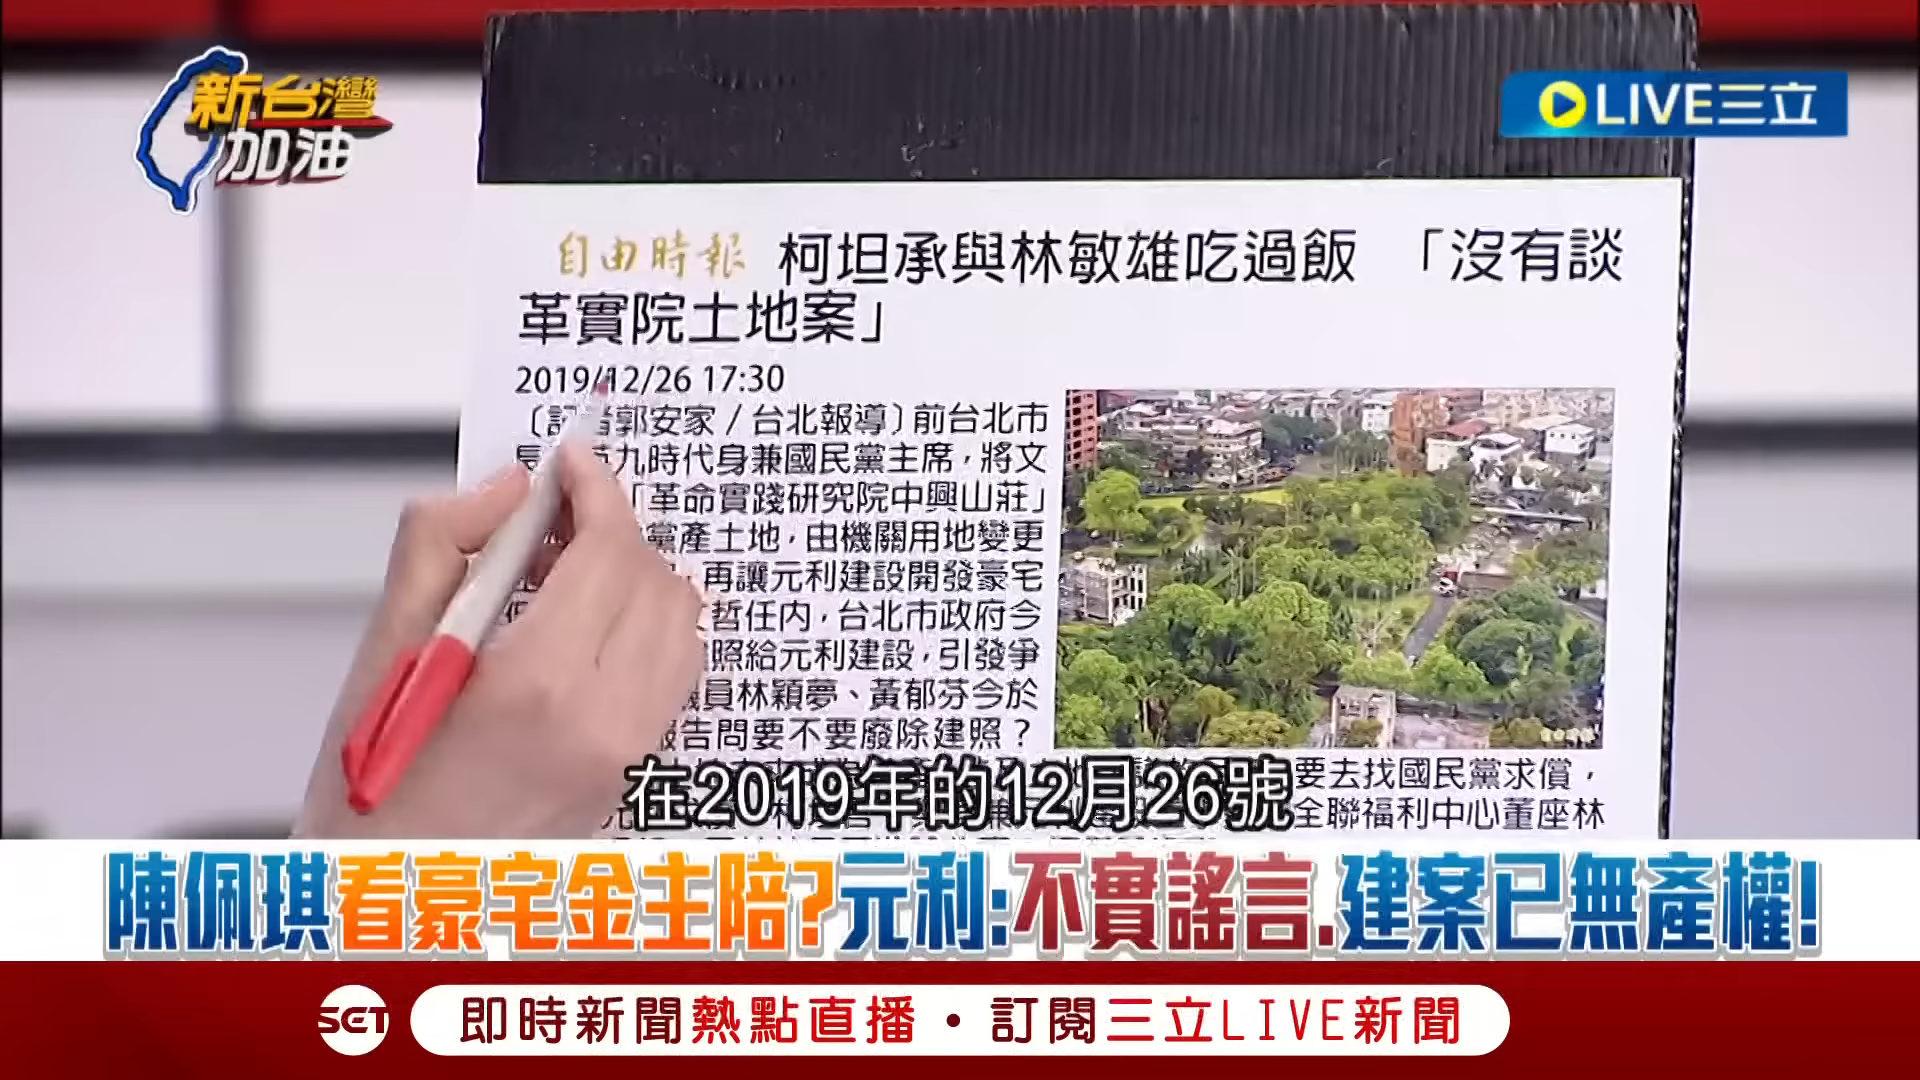 新台灣
加油
LIVE三立
自由時報 柯坦承與林敏雄吃過飯 「沒有談
革實院土地案」
2019/12/26 17:30
〔記者郭安家/台北報導〕前台北市
九時代身兼國民黨主席,將文
「革命實踐研究院中興山莊」
黨產土地,由機關用地變更
再讓元利建設開發豪宅
哲任內,台北市政府今
照給元利建設,引發爭
議員林穎夢、黃郁芬今於
報告問要不要廢除建照?
要去找國民黨求償,
全聯福利中心董座林
自由時報
在2019年的12月26號
陳佩琪看豪宅金主陪?元利:不實謠言.建案已無產權!
SET 即時新聞熱點直播・訂閱三立LIVE新聞